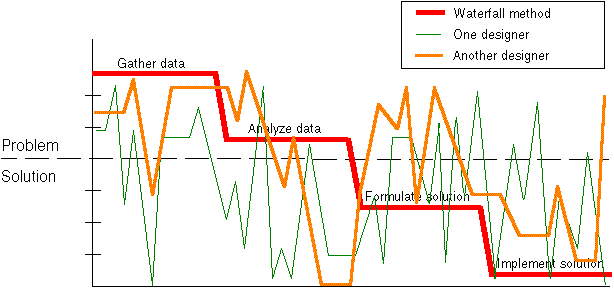 Waterfall method
One designer
Another designer
Gather data
Analyze data
Problem
Solution
Formulate solution
Implement solution